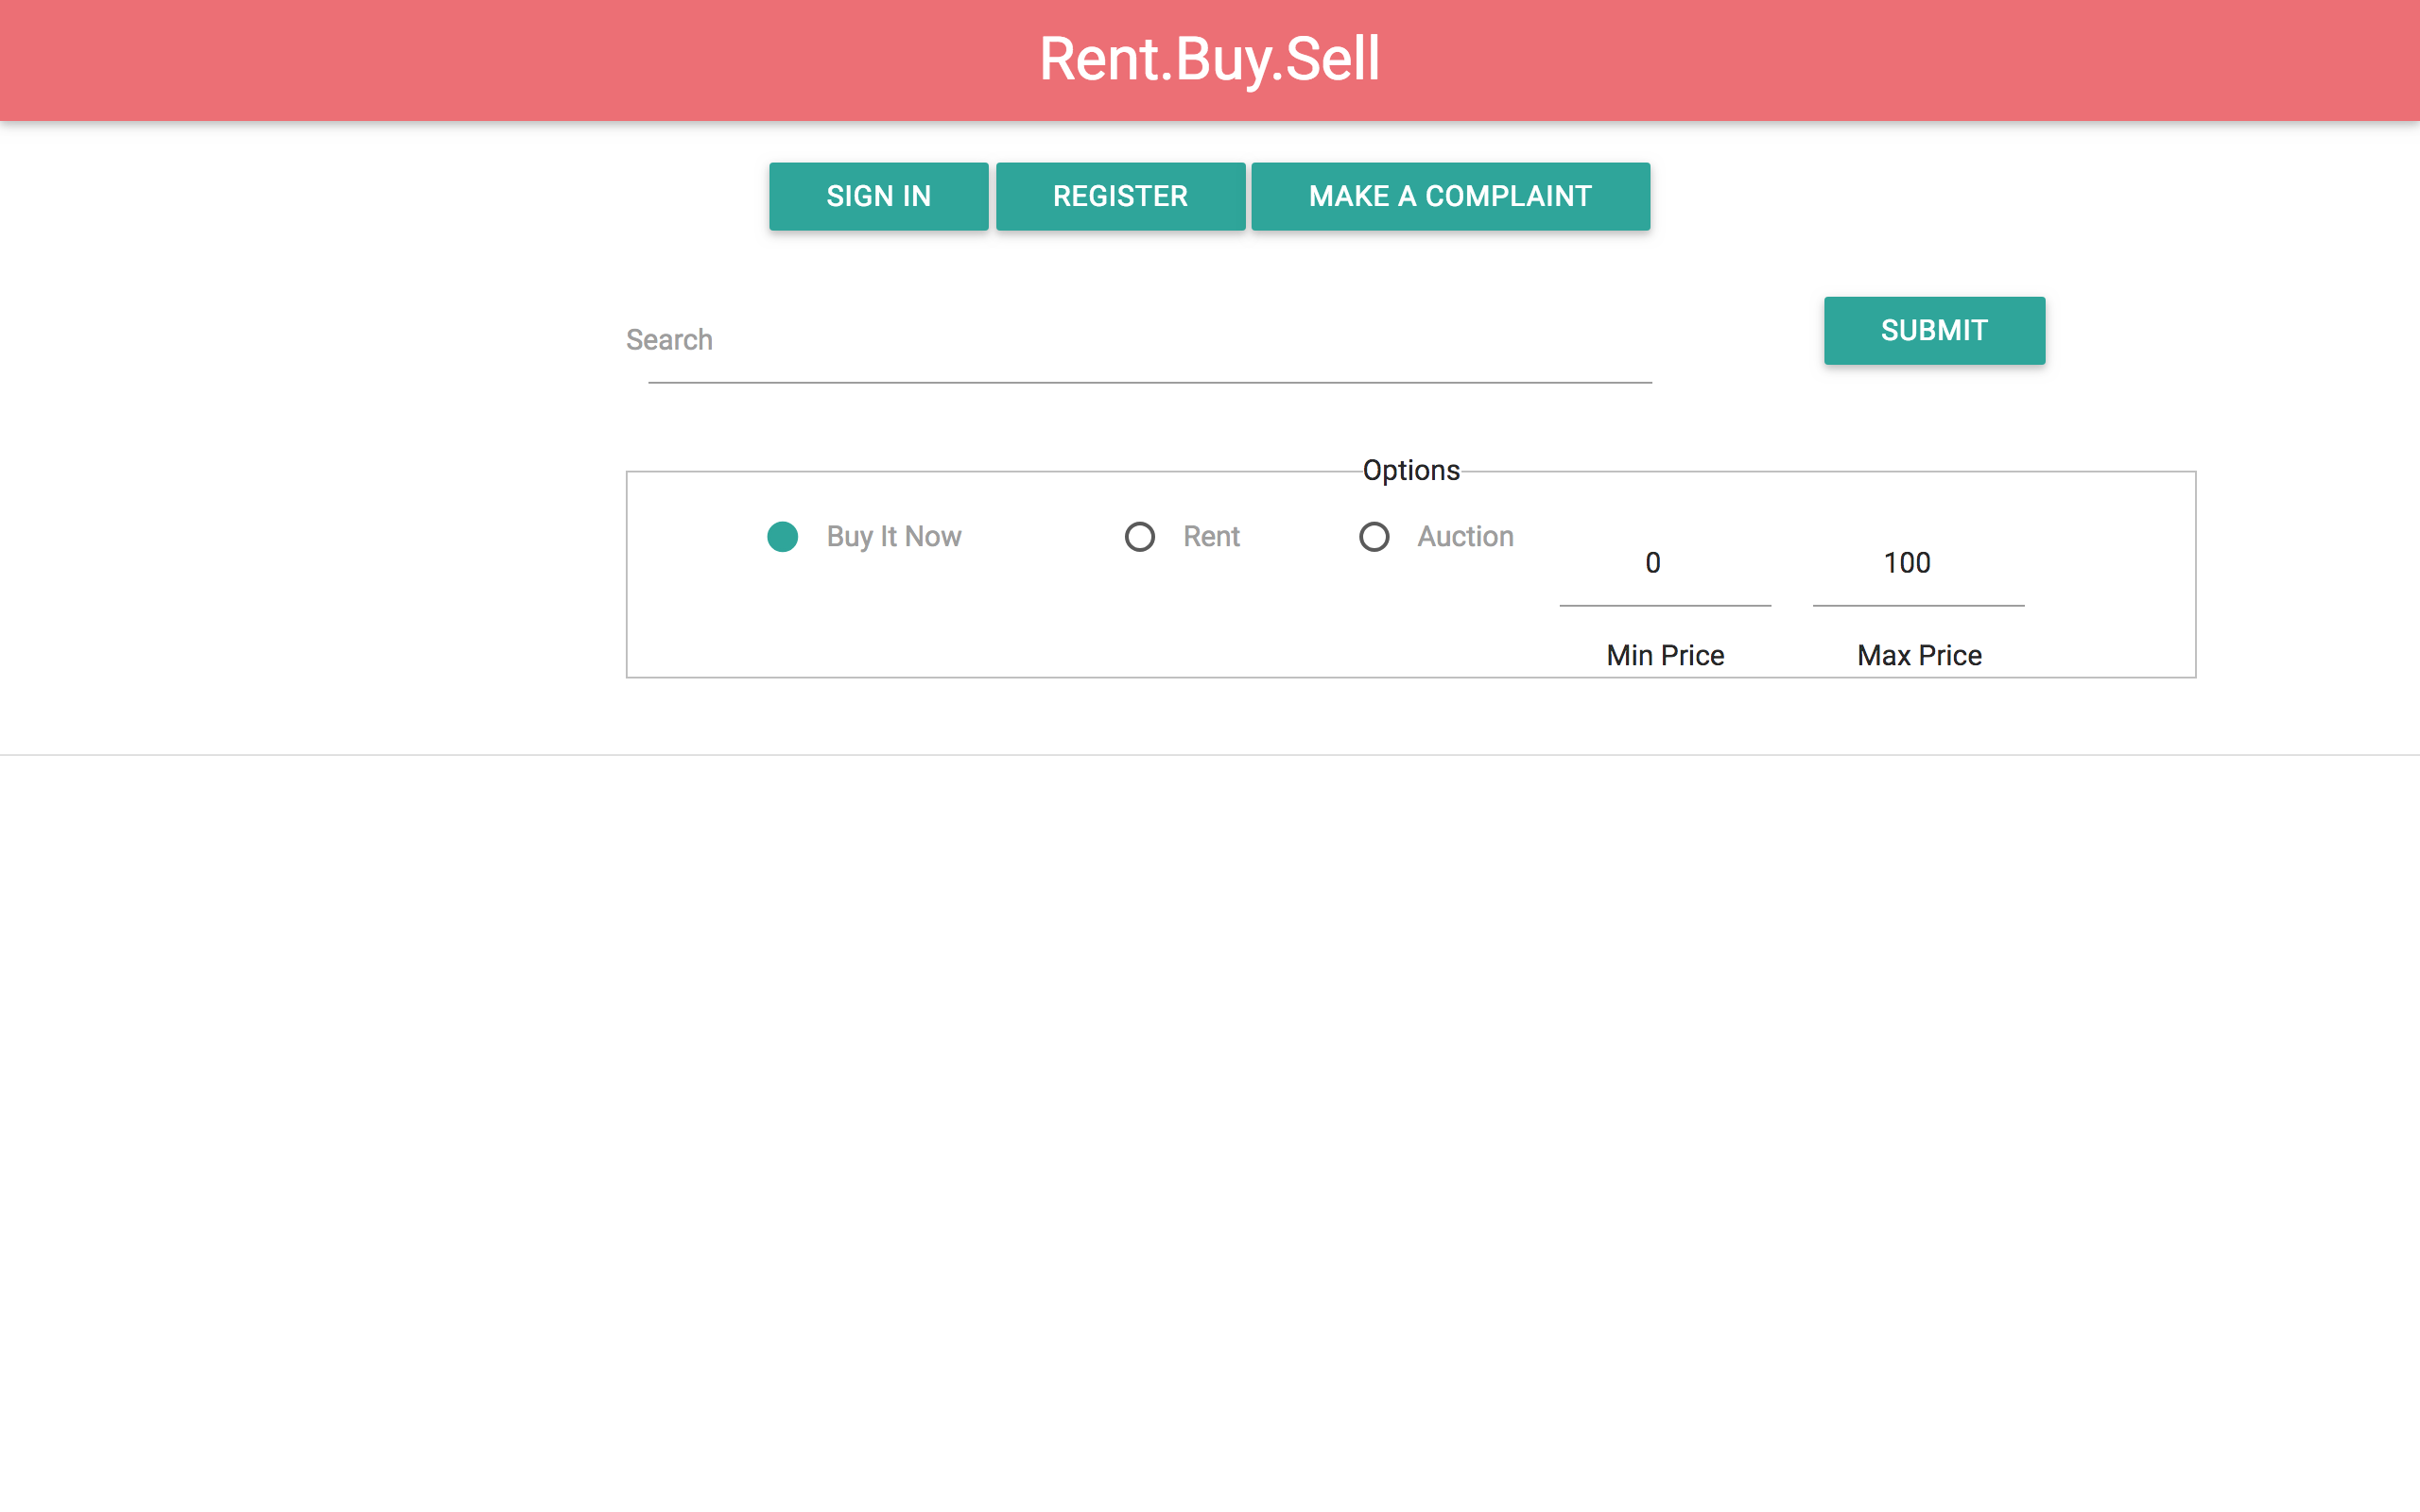 Rent.Buy.Sell
SIGN IN REGISTER MAKE A COMPLAINT
Search SUBMIT
Options
Buy It Now Rent Auction
0 100
Min Price Max Price